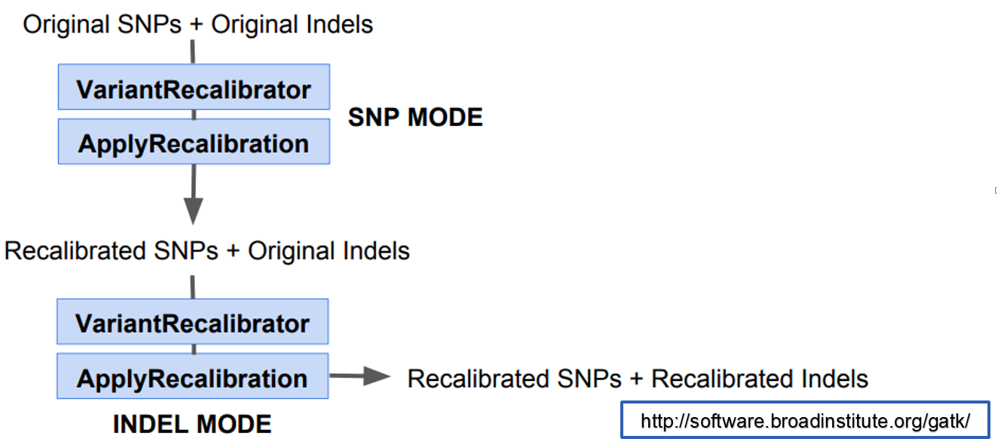 Original SNPs + Original Indels
VariantRecalibrator
SNP MODE
ApplyRecalibration
Recalibrated SNPs + Original Indels
VariantRecalibrator
ApplyRecalibration
Recalibrated SNPs + Recalibrated Indels
INDEL MODE
http://software.broadinstitute.org/gatk/